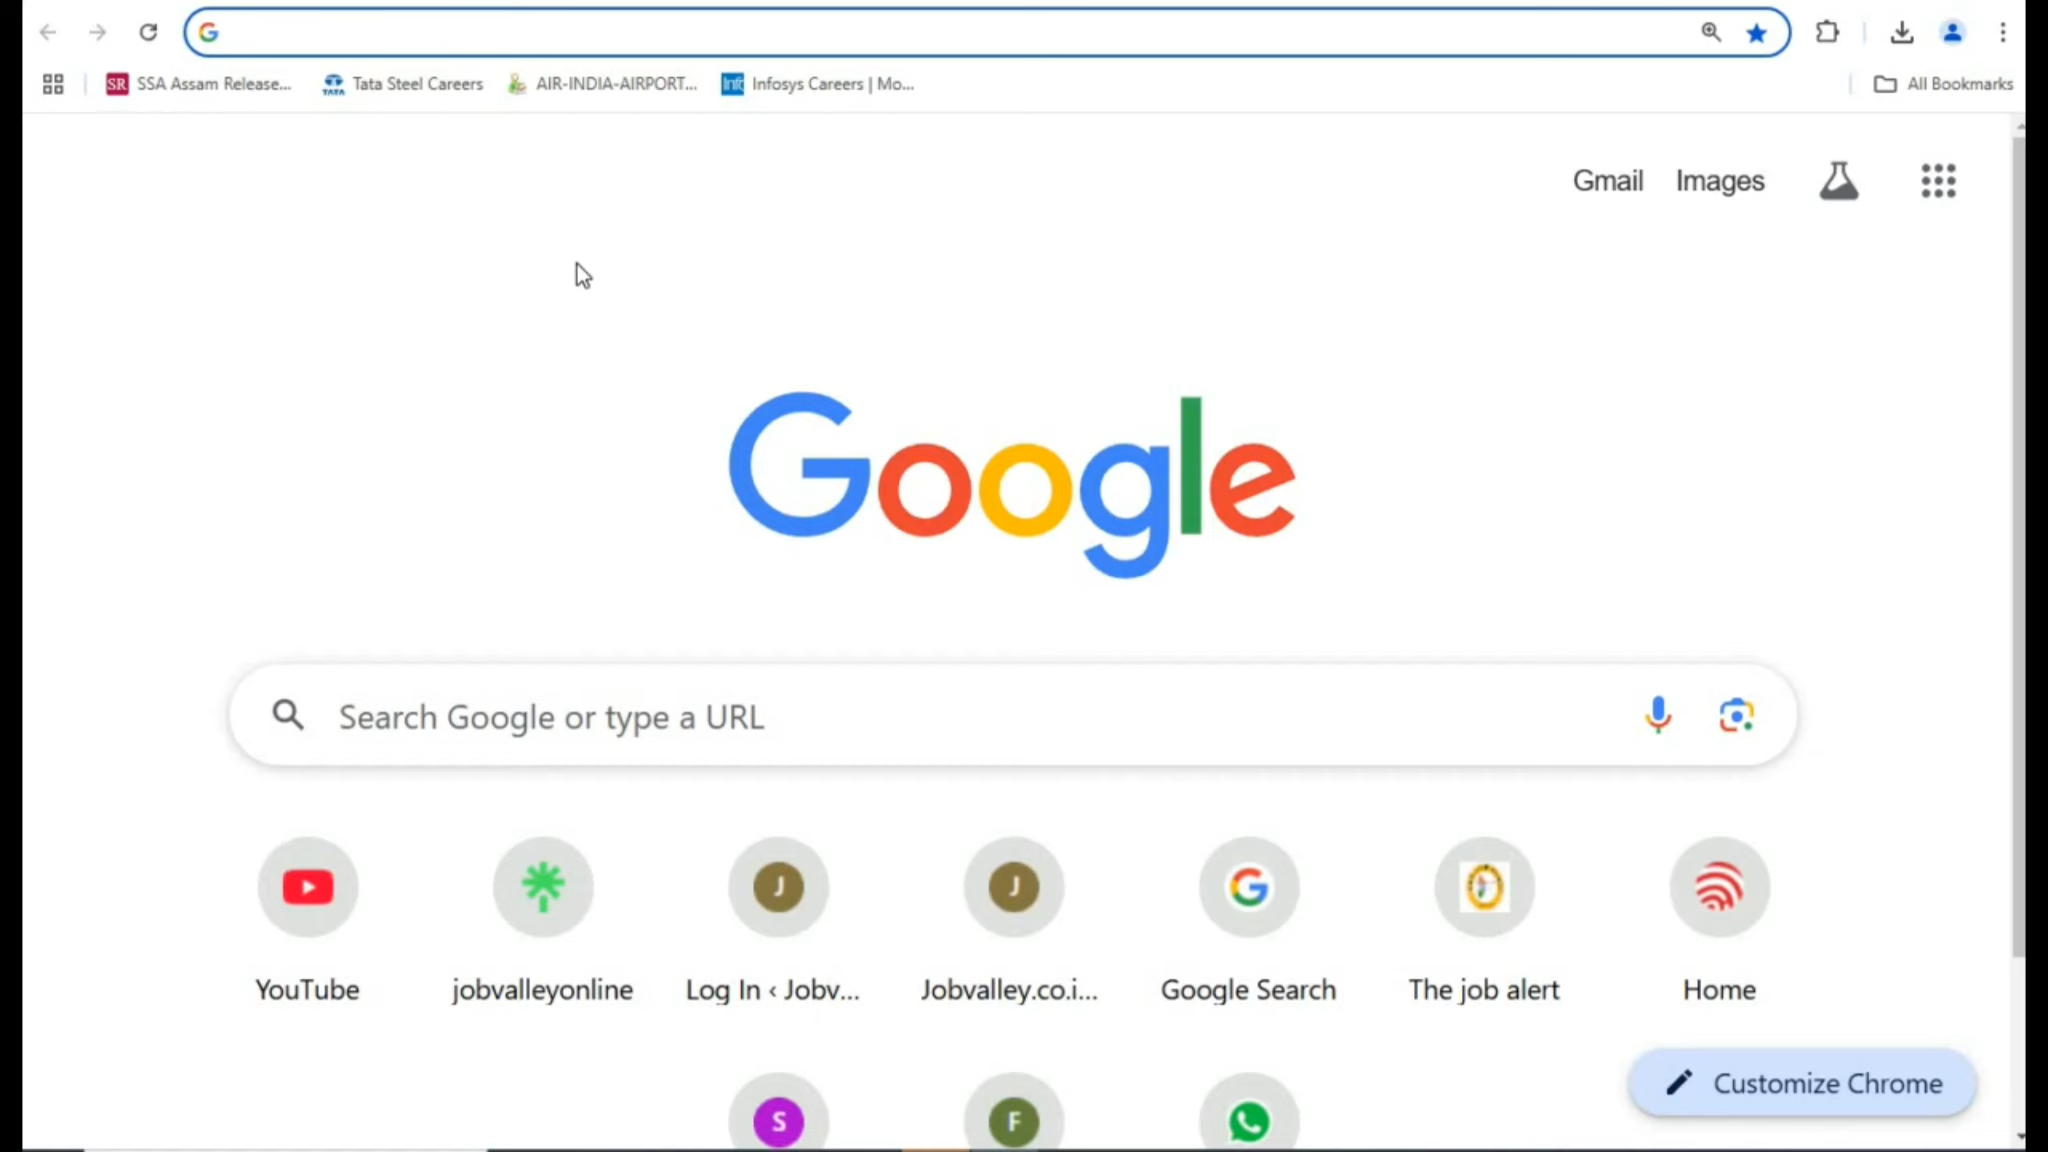 SSA Assam Release...
Tata Steel Careers
AIR-INDIA-AIRPORT...
Infosys Careers | Mo...
All Bookmarks
Gmail
Images
Google
Search Google or type a URL
YouTube
jobvalleyonline
Log In ‹ Jobv...
Jobvalley.co.i...
Google Search
The job alert
Home
Customize Chrome